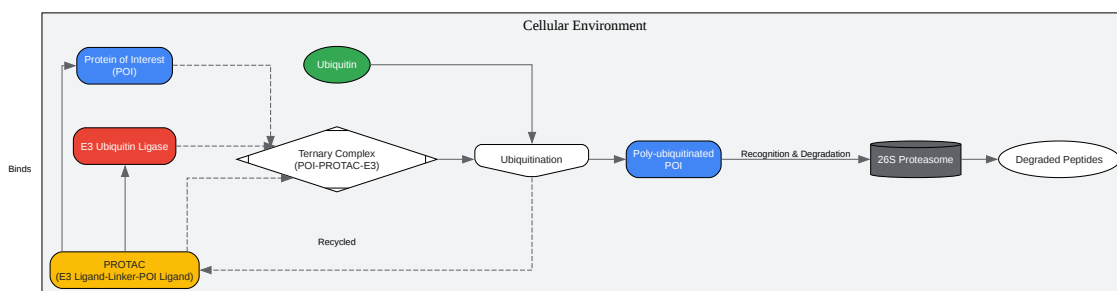 Cellular Environment
Protein of Interest
(POI)
Ubiquitin
E3 Ubiquitin Ligase
Ternary Complex
(POI-PROTAC-E3)
Ubiquitination
Poly-ubiquitinated
POI
Recognition & Degradation
26S Proteasome
Degraded Peptides
Binds
Recycled
PROTAC
(E3 Ligand-Linker-POI Ligand)